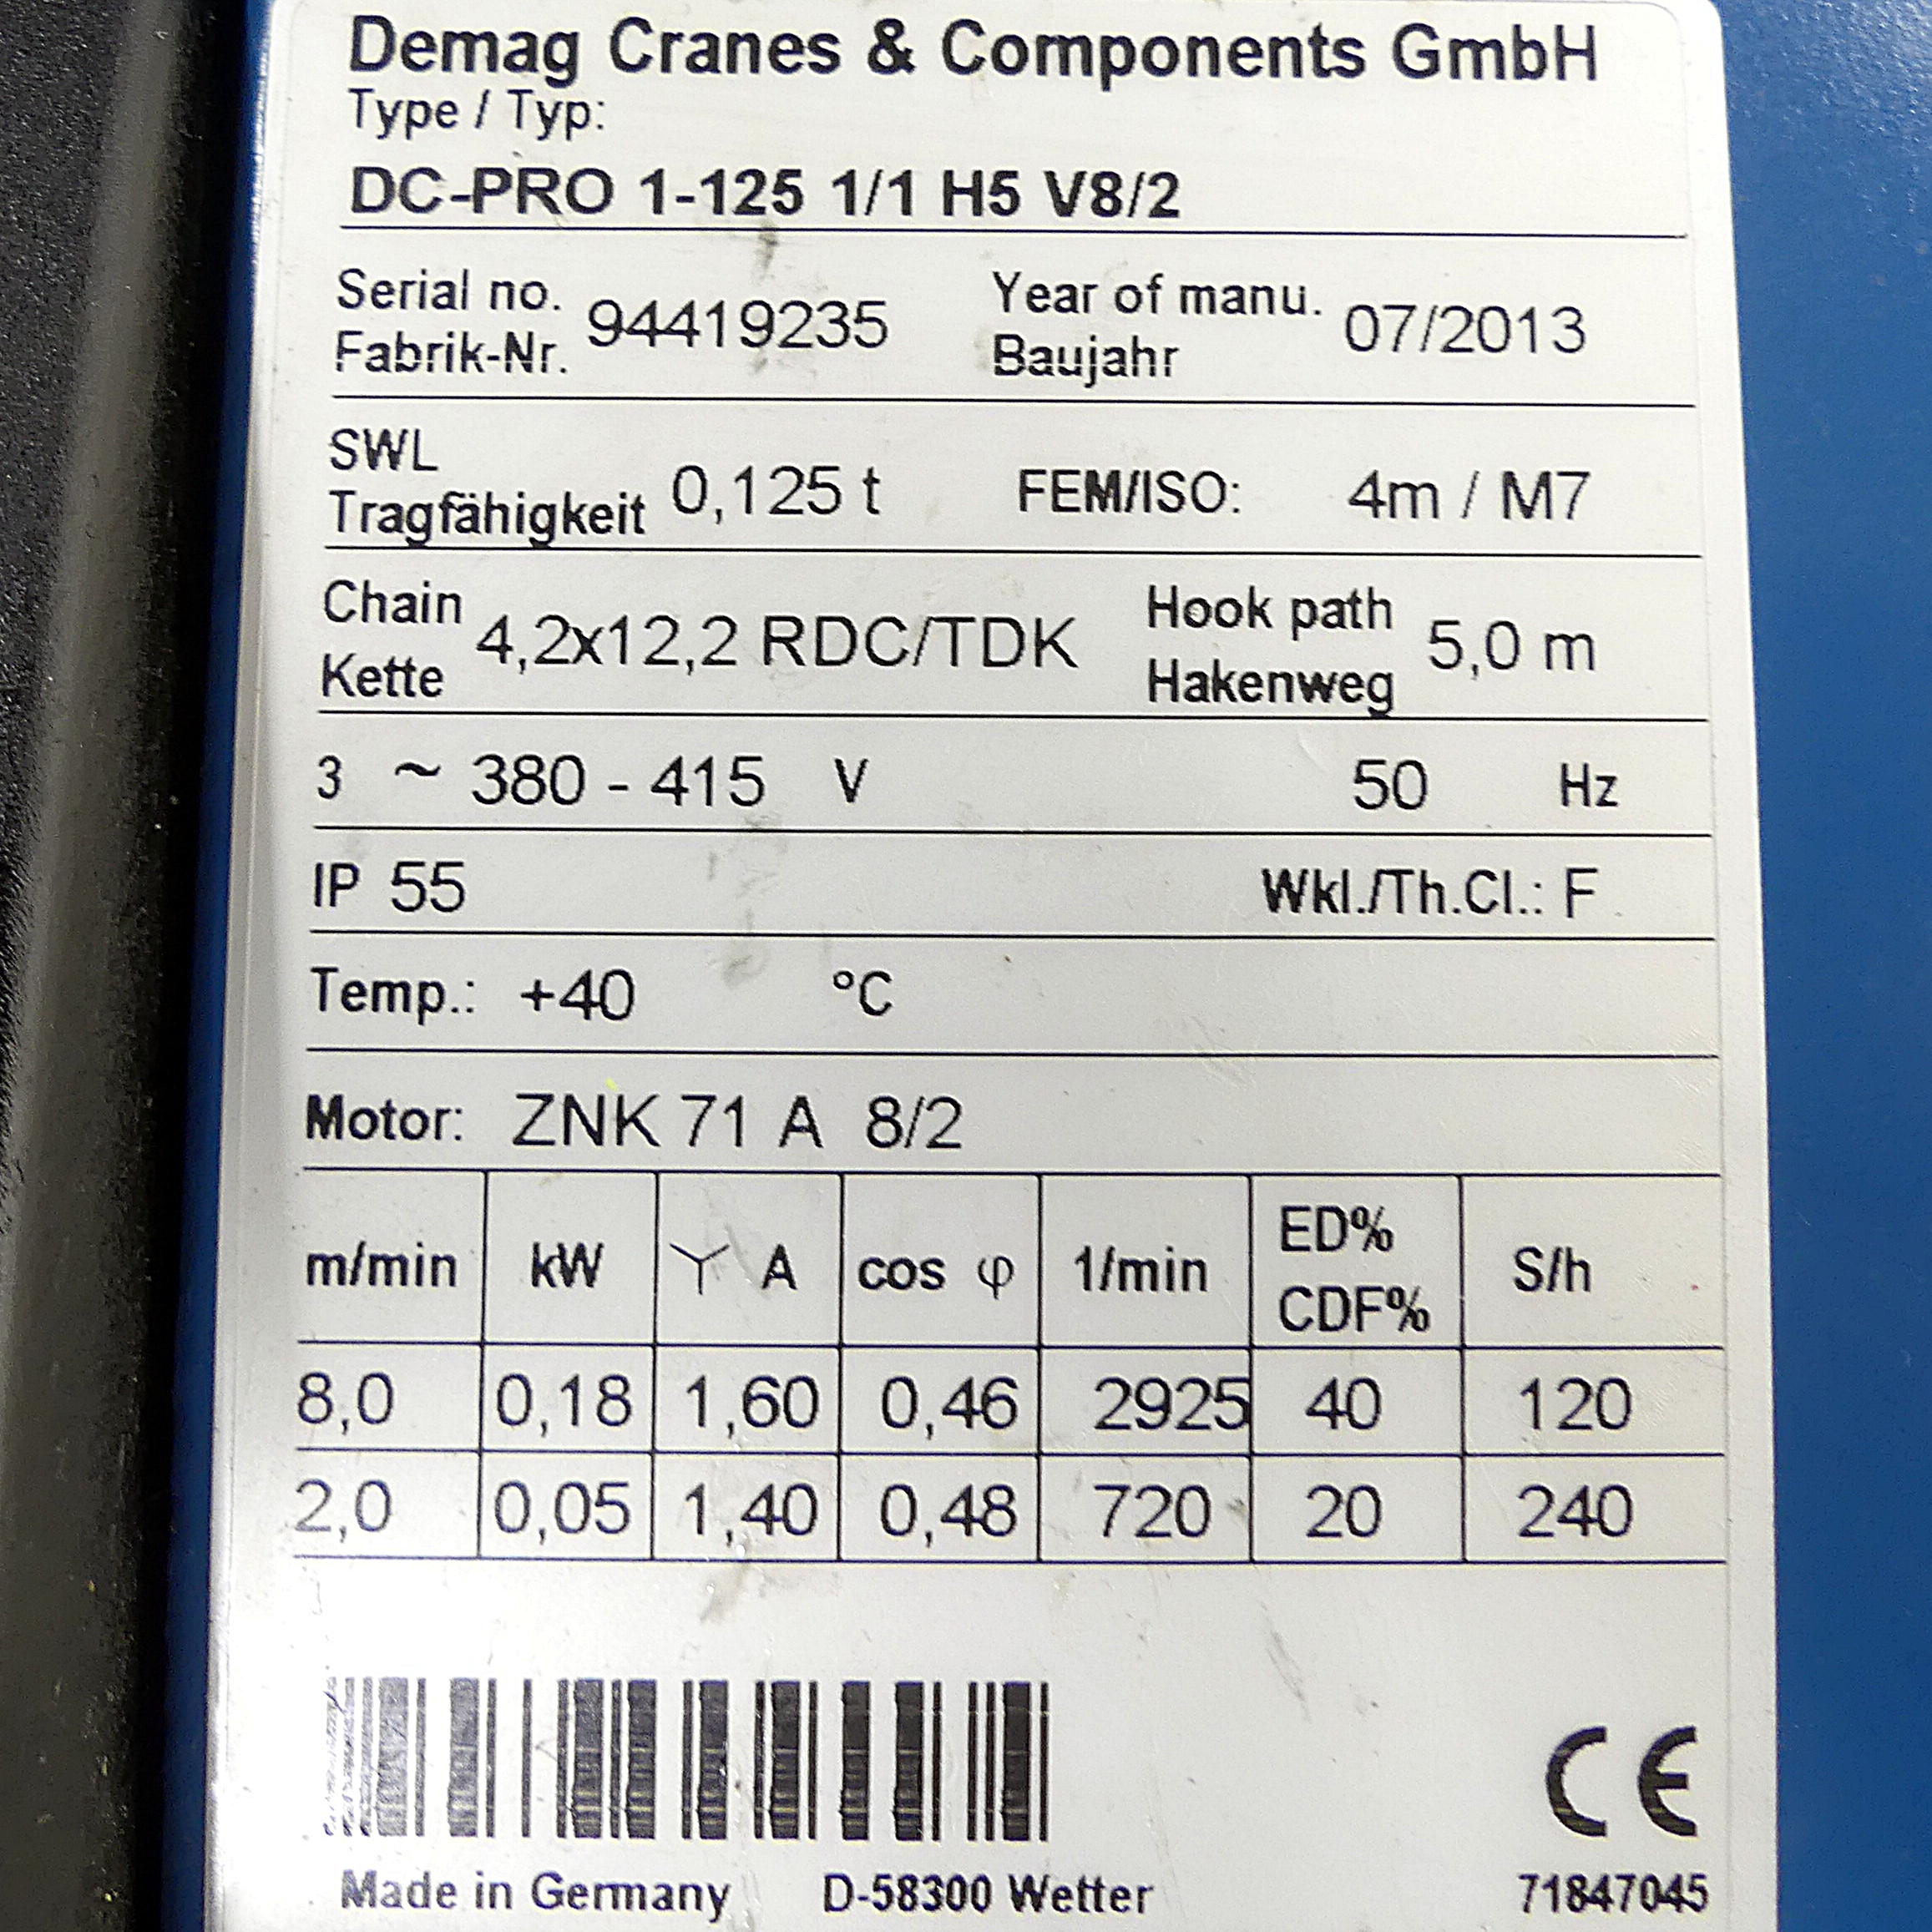 Demag Cranes & Components GmbH
Type / Typ:
DC-PRO 1-125 1/1 H5 V8/2
Serial no. 94419235 Year of manu. 07/2013
Fabrik-Nr. Baujahr
SWL
Tragfähigkeit 0,125 t FEM/ISO: 4m / M7
Chain 4,2x12,2 RDC/TDK Hook path 5,0 m
Kette Hakenweg
3 ~ 380 - 415 V 50 Hz
IP 55 Wkl./Th.Cl.: F
Temp.: +40 °C
Motor: ZNK 71 A 8/2
m/min kW A cos φ 1/min ED% CDF% S/h
8,0 0,18 1,60 0,46 2925 40 120
2,0 0,05 1,40 0,48 720 20 240
CE
Made in Germany D-58300 Wetter 71847045